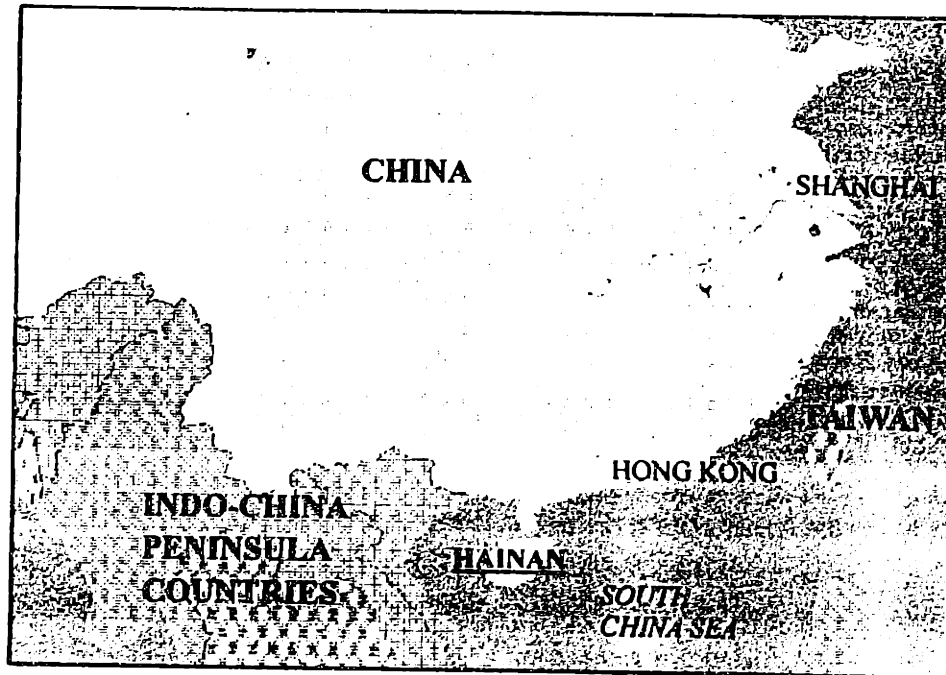 CHINA
SHANGHAI
TAIWAN
HONG KONG
INDO-CHINA
PENINSULA
COUNTRIES
HAINAN
SOUTH
CHINA SEA